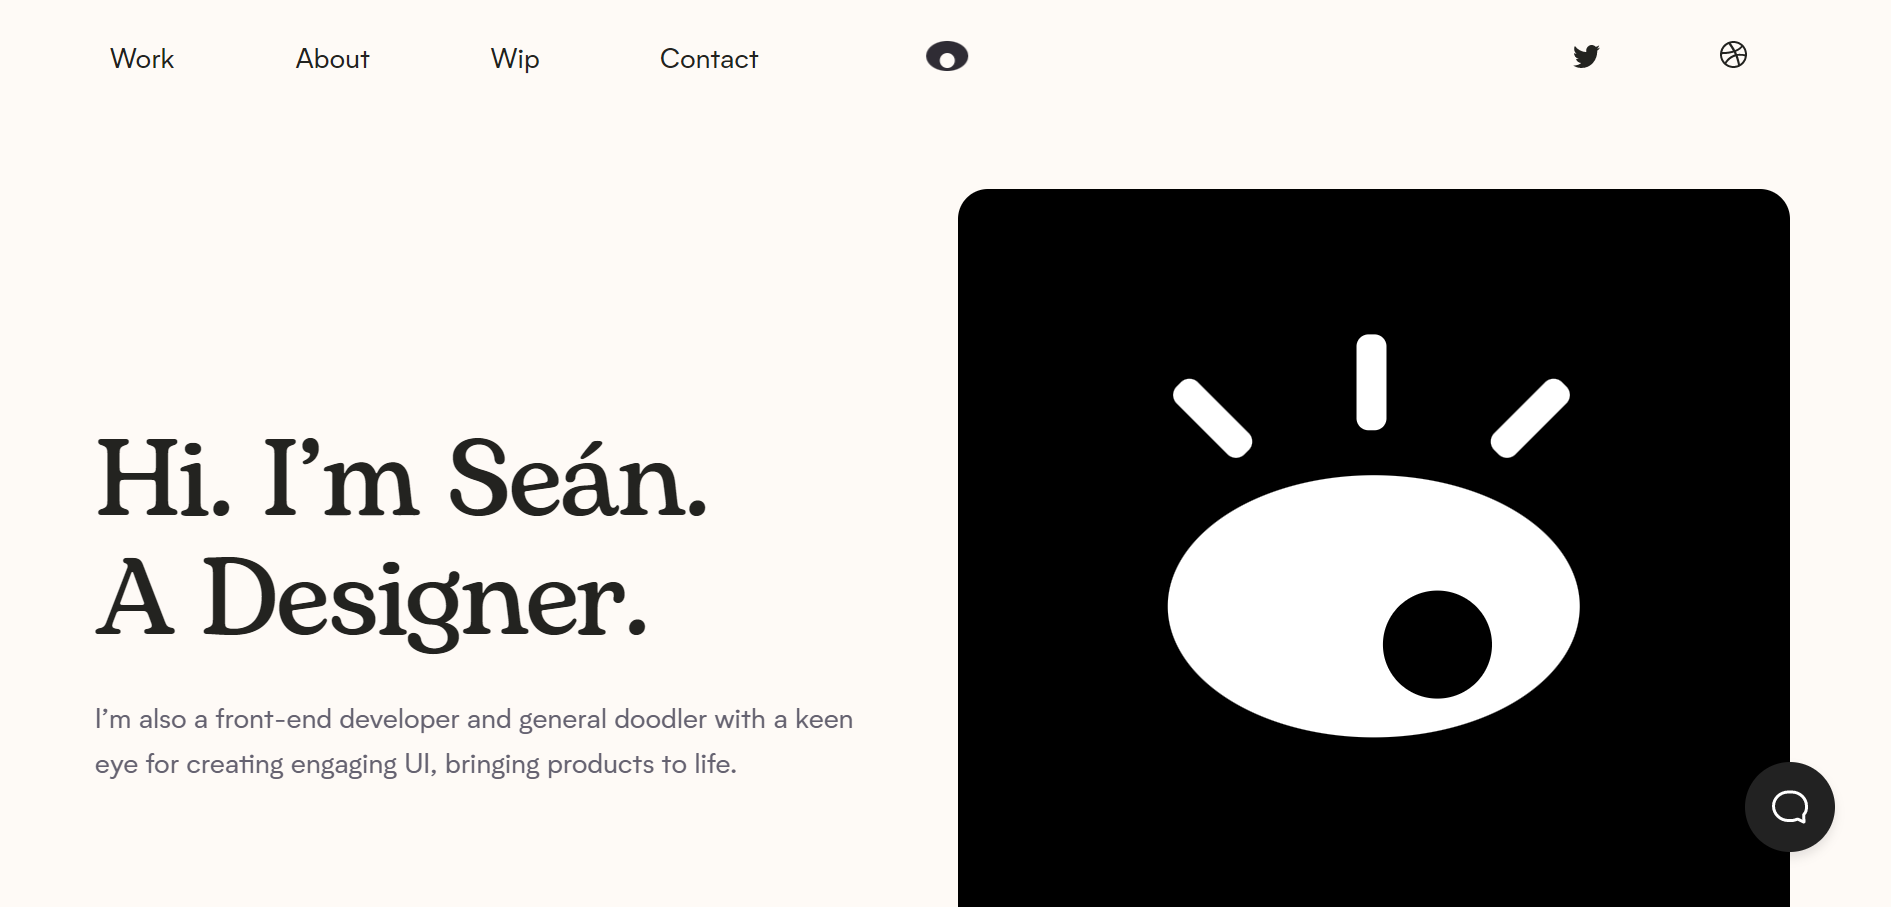 Work About Wip Contact
Hi. I’m Seán.
A Designer.
I’m also a front-end developer and general doodler with a keen
eye for creating engaging UI, bringing products to life.